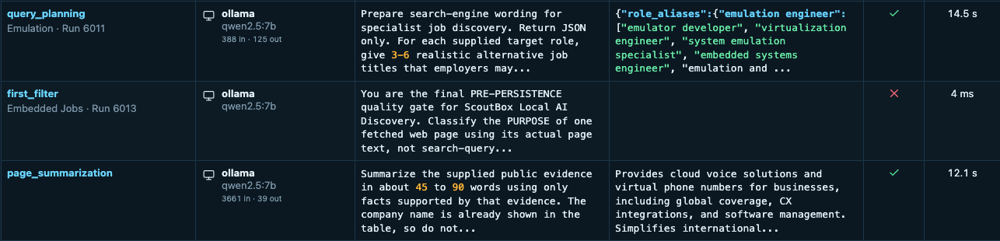 query_planning
Emulation · Run 6011
ollama
qwen2.5:7b
388 in · 125 out
Prepare search-engine wording for
specialist job discovery. Return JSON
only. For each supplied target role,
give 3–6 realistic alternative job
titles that employers may...
{"role_aliases":{"emulation engineer":
["emulator developer", "virtualization
engineer", "system emulation
specialist", "embedded systems
engineer", "emulation and ...
✓
14.5 s
first_filter
Embedded Jobs · Run 6013
ollama
qwen2.5:7b
You are the final PRE-PERSISTENCE
quality gate for ScoutBox Local AI
Discovery. Classify the PURPOSE of one
fetched web page using its actual page
text, not search-query...
✕
4 ms
page_summarization
ollama
qwen2.5:7b
3661 in · 39 out
Summarize the supplied public evidence
in about 45 to 90 words using only
facts supported by that evidence. The
company name is already shown in the
table, so do not...
Provides cloud voice solutions and
virtual phone numbers for businesses,
including global coverage, CX
integrations, and software management.
Simplifies international...
✓
12.1 s